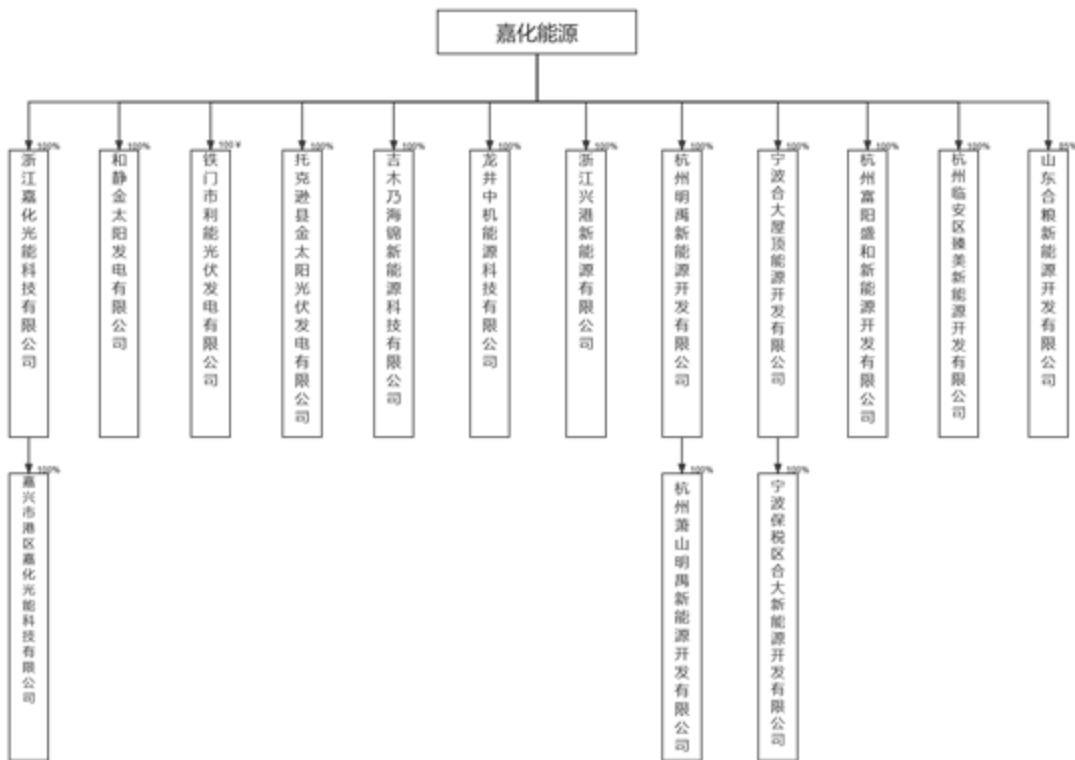 嘉化能源
100%
浙江嘉化光能科技有限公司
100%
和静金太阳发电有限公司
100¥
铁门市利能光伏发电有限公司
100%
托克逊县金太阳光伏发电有限公司
100%
吉木乃海锦新能源科技有限公司
100%
龙井中机能源科技有限公司
100%
浙江兴港新能源有限公司
100%
杭州明禹新能源开发有限公司
100%
宁波合大屋顶能源开发有限公司
100%
杭州富阳盛和新能源开发有限公司
100%
杭州临安区臻美新能源开发有限公司
85%
山东合粮新能源开发有限公司
100%
嘉兴市港区嘉化光能科技有限公司
100%
杭州萧山明禹新能源开发有限公司
100%
宁波保税区合大新能源开发有限公司